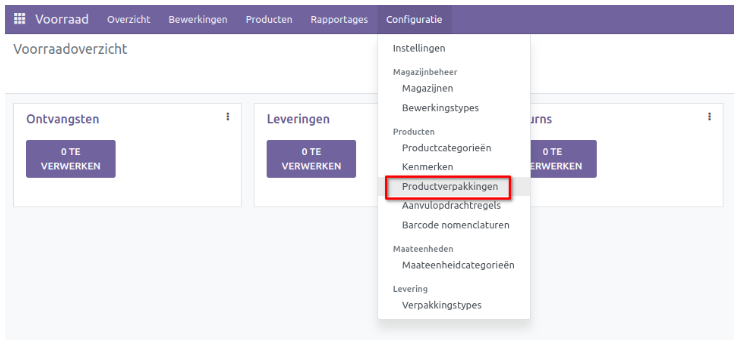 Voorraad Overzicht Bewerkingen Producten Rapportages Configuratie
Voorraadoverzicht
Instellingen
Magazijnbeheer
Magazijnen
Bewerkingstypes
Producten
Productcategorieën
Kenmerken
Productverpakkingen
Aanvulopdrachtregels
Barcode nomenclaturen
Maateenheden
Maateenheidcategorieën
Levering
Verpakkingstypes
Ontvangsten
0 TE
VERWERKEN
Leveringen
0 TE
VERWERKEN
urns
0 TE
ERWERKEN